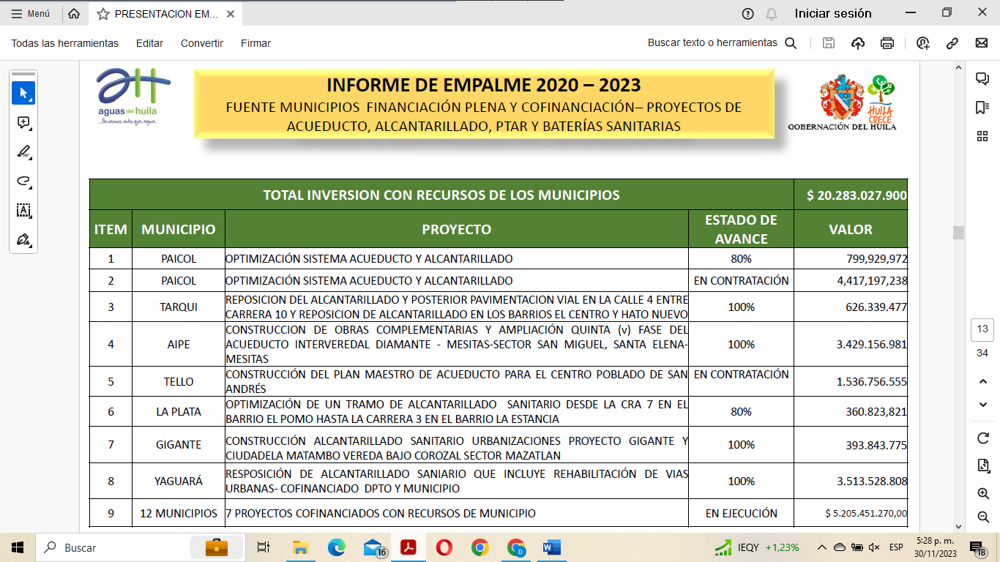 Menú
PRESENTACION EM...
Iniciar sesión
Todas las herramientas
Editar
Convertir
Firmar
Buscar texto o herramientas
aguas del huila
...llevamos más que agua.
INFORME DE EMPALME 2020 – 2023
FUENTE MUNICIPIOS FINANCIACIÓN PLENA Y COFINANCIACIÓN– PROYECTOS DE
ACUEDUCTO, ALCANTARILLADO, PTAR Y BATERÍAS SANITARIAS
HUILA
CRECE
GOBERNACIÓN DEL HUILA
TOTAL INVERSION CON RECURSOS DE LOS MUNICIPIOS $ 20.283.027.900
ITEM MUNICIPIO PROYECTO ESTADO DE AVANCE VALOR
1 PAICOL OPTIMIZACIÓN SISTEMA ACUEDUCTO Y ALCANTARILLADO 80% 799,929,972
2 PAICOL OPTIMIZACIÓN SISTEMA ACUEDUCTO Y ALCANTARILLADO EN CONTRATACIÓN 4,417,197,238
3 TARQUI REPOSICION DEL ALCANTARILLADO Y POSTERIOR PAVIMENTACION VIAL EN LA CALLE 4 ENTRE
CARRERA 10 Y REPOSICION DE ALCANTARILLADO EN LOS BARRIOS EL CENTRO Y HATO NUEVO 100% 626.339.477
4 AIPE CONSTRUCCION DE OBRAS COMPLEMENTARIAS Y AMPLIACIÓN QUINTA (v) FASE DEL
ACUEDUCTO INTERVEREDAL DIAMANTE - MESITAS-SECTOR SAN MIGUEL, SANTA ELENA-
MESITAS 100% 3.429.156.981
5 TELLO CONSTRUCCIÓN DEL PLAN MAESTRO DE ACUEDUCTO PARA EL CENTRO POBLADO DE SAN
ANDRÉS EN CONTRATACIÓN 1.536.756.555
6 LA PLATA OPTIMIZACIÓN DE UN TRAMO DE ALCANTARILLADO SANITARIO DESDE LA CRA 7 EN EL
BARRIO EL POMO HASTA LA CARRERA 3 EN EL BARRIO LA ESTANCIA 80% 360.823,821
7 GIGANTE CONSTRUCCIÓN ALCANTARILLADO SANITARIO URBANIZACIONES PROYECTO GIGANTE Y
CIUDADELA MATAMBO VEREDA BAJO COROZAL SECTOR MAZATLAN 100% 393.843.775
8 YAGUARÁ RESPOSICIÓN DE ALCANTARILLADO SANIARIO QUE INCLUYE REHABILITACIÓN DE VIAS
URBANAS- COFINANCIADO DPTO Y MUNICIPIO 100% 3.513.528.808
9 12 MUNICIPIOS 7 PROYECTOS COFINANCIADOS CON RECURSOS DE MUNICIPIO EN EJECUCIÓN $ 5.205.451.270,00
13
34
Buscar
16
D
IEQY +1,23%
ESP
5:28 p. m.
30/11/2023
18